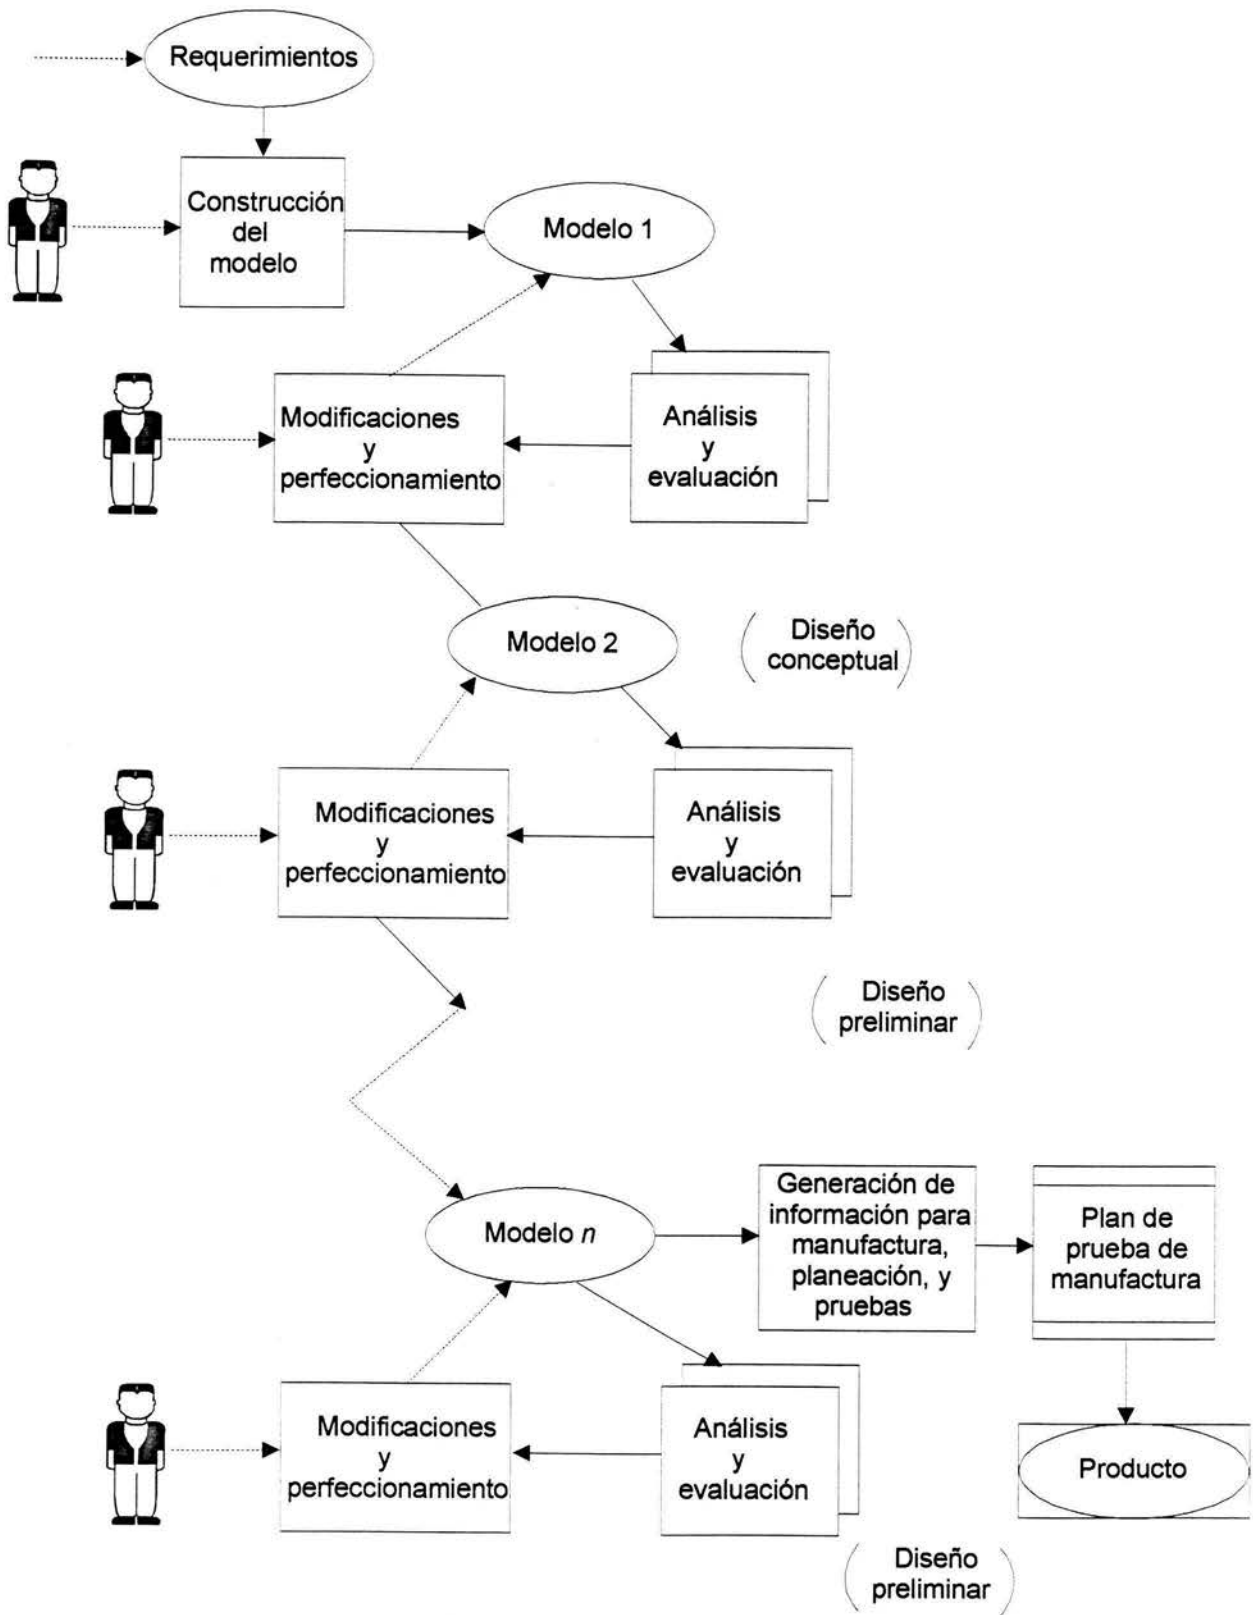 Requerimientos
Construcción
del
modelo
Modelo 1
Modificaciones
y
perfeccionamiento
Análisis
y
evaluación
Modelo 2
Diseño
conceptual
Modificaciones
y
perfeccionamiento
Análisis
y
evaluación
Diseño
preliminar
Modelo n
Generación de
información para
manufactura,
planeación, y
pruebas
Plan de
prueba de
manufactura
Modificaciones
y
perfeccionamiento
Análisis
y
evaluación
Producto
Diseño
preliminar